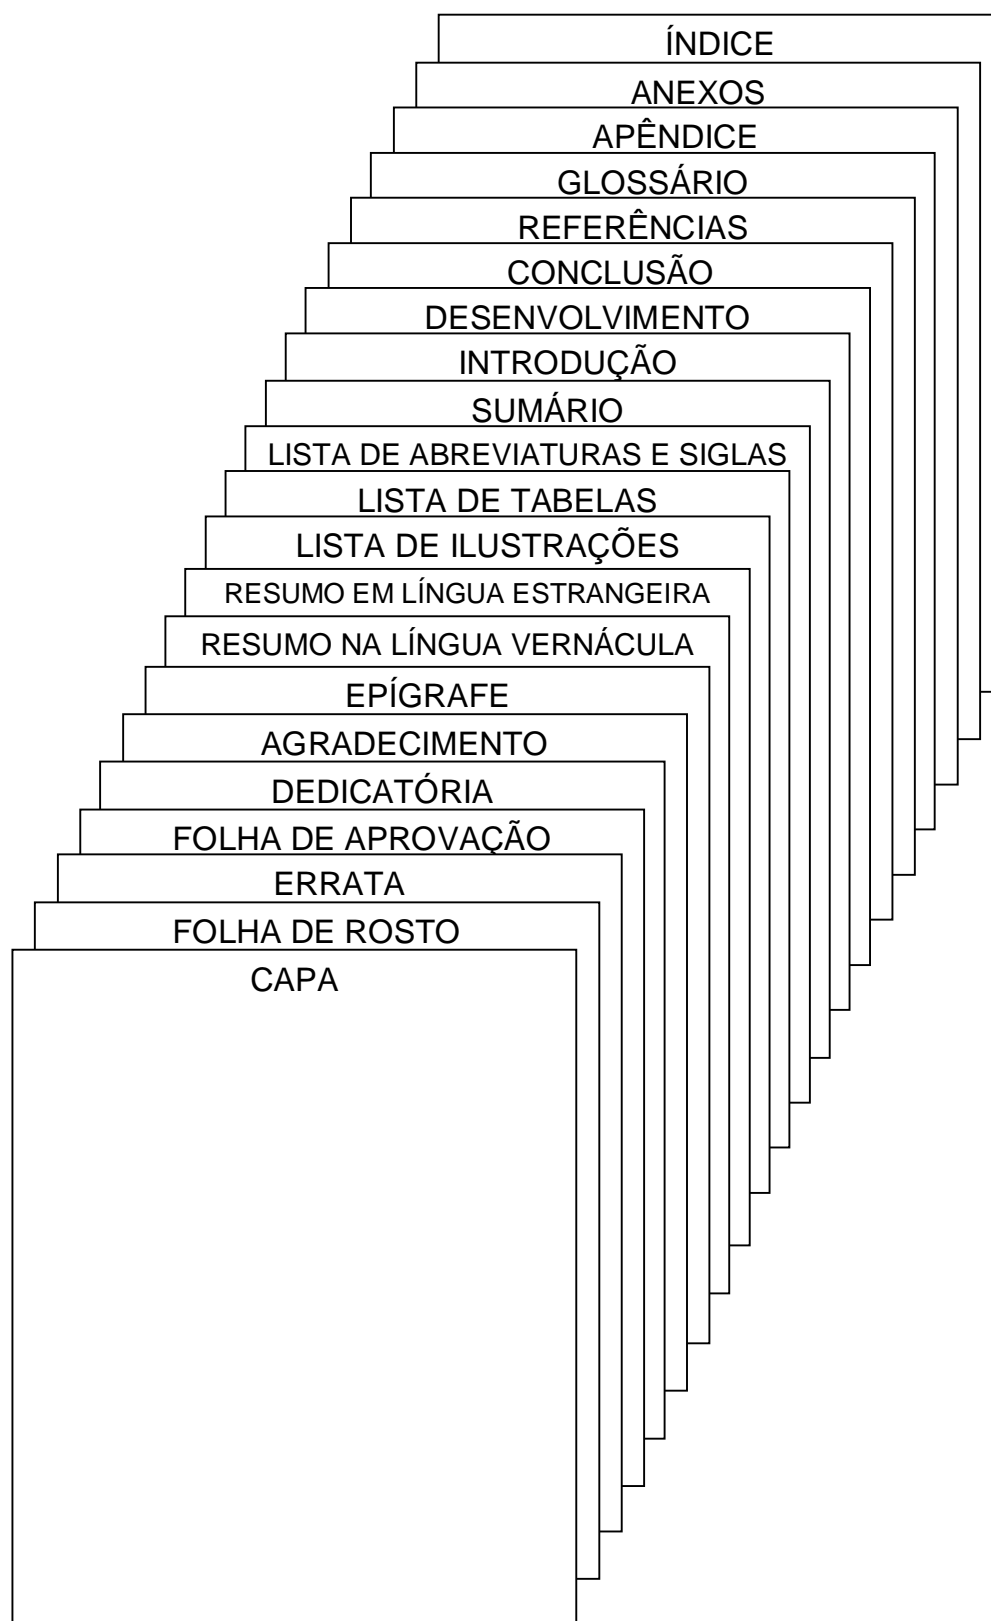 ÍNDICE
ANEXOS
APÊNDICE
GLOSSÁRIO
REFERÊNCIAS
CONCLUSÃO
DESENVOLVIMENTO
INTRODUÇÃO
SUMÁRIO
LISTA DE ABREVIATURAS E SIGLAS
LISTA DE TABELAS
LISTA DE ILUSTRAÇÕES
RESUMO EM LÍNGUA ESTRANGEIRA
RESUMO NA LÍNGUA VERNÁCULA
EPÍGRAFE
AGRADECIMENTO
DEDICATÓRIA
FOLHA DE APROVAÇÃO
ERRATA
FOLHA DE ROSTO
CAPA